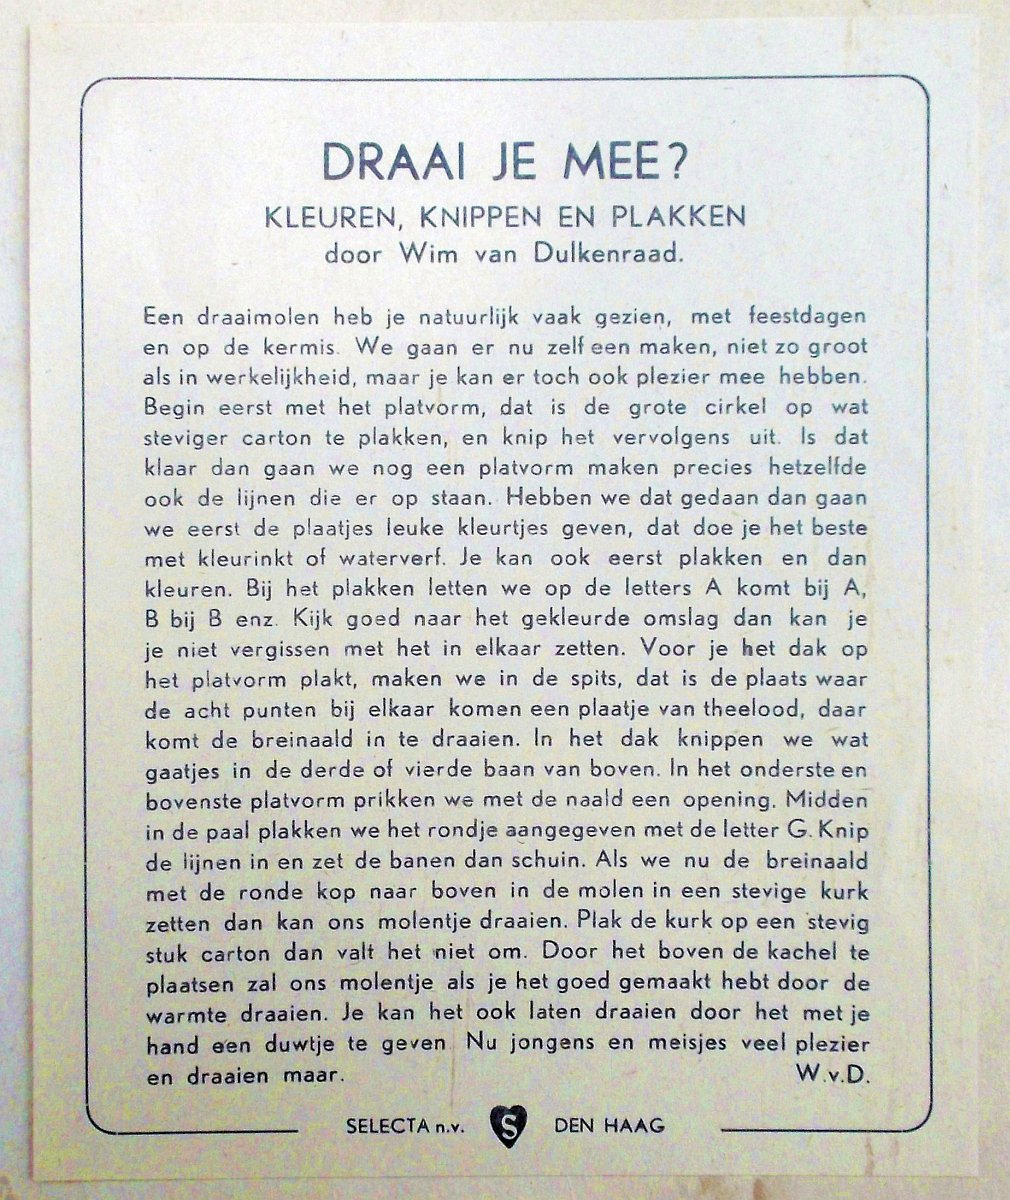 DRAAI JE MEE?
KLEUREN, KNIPPEN EN PLAKKEN
door Wim van Dulkenraad.
Een draaimolen heb je natuurlijk vaak gezien, met feestdagen
en op de kermis. We gaan er nu zelf een maken, niet zo groot
als in werkelijkheid, maar je kan er toch ook plezier mee hebben.
Begin eerst met het platvorm, dat is de grote cirkel op wat
steviger carton te plakken, en knip het vervolgens uit. Is dat
klaar dan gaan we nog een platvorm maken precies hetzelfde
ook de lijnen die er op staan. Hebben we dat gedaan dan gaan
we eerst de plaatjes leuke kleurtjes geven, dat doe je het beste
met kleurinkt of waterverf. Je kan ook eerst plakken en dan
kleuren. Bij het plakken letten we op de letters A komt bij A,
B bij B enz. Kijk goed naar het gekleurde omslag dan kan je
je niet vergissen met het in elkaar zetten. Voor je het dak op
het platvorm plakt, maken we in de spits, dat is de plaats waar
de acht punten bij elkaar komen een plaatje van theelood, daar
komt de breinaald in te draaien. In het dak knippen we wat
gaatjes in de derde of vierde baan van boven. In het onderste en
bovenste platvorm prikken we met de naald een opening. Midden
in de paal plakken we het rondje aangegeven met de letter G. Knip
de lijnen in en zet de banen dan schuin. Als we nu de breinaald
met de ronde kop naar boven in de molen in een stevige kurk
zetten dan kan ons molentje draaien. Plak de kurk op een stevig
stuk carton dan valt het niet om. Door het boven de kachel te
plaatsen zal ons molentje als je het goed gemaakt hebt door de
warmte draaien. Je kan het ook laten draaien door het met je
hand een duwtje te geven. Nu jongens en meisjes veel plezier
en draaien maar. W.v.D.
SELECTA n.v. S DEN HAAG